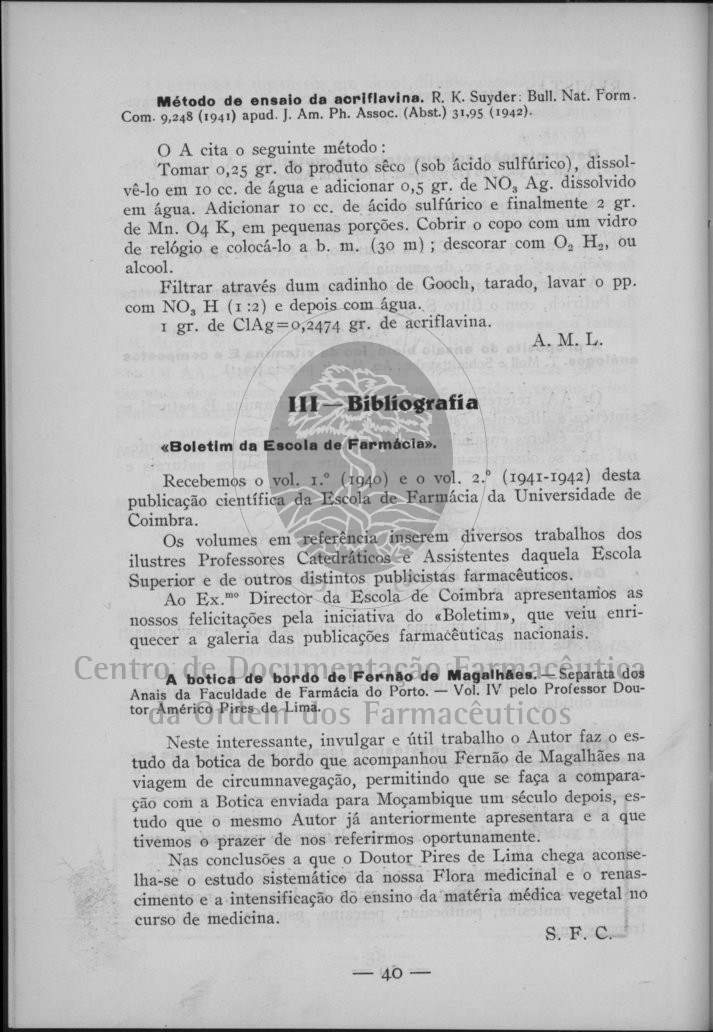 Método de ensaio da acriflavina. R. K. Suyder: Bull. Nat. Form.
Com. 9,248 (1941) apud. J. Am. Ph. Assoc. (Abst.) 31,95 (1942).
O A cita o seguinte método :
Tomar 0,25 gr. do produto sêco (sob ácido sulfúrico), dissol-
vê-lo em 10 cc. de água e adicionar 0,5 gr. de NO₃ Ag. dissolvido
em água. Adicionar 10 cc. de ácido sulfúrico e finalmente 2 gr.
de Mn. O4 K, em pequenas porções. Cobrir o copo com um vidro
de relógio e colocá-lo a b. m. (30 m) ; descorar com O₂ H₂, ou
alcool.
Filtrar através dum cadinho de Gooch, tarado, lavar o pp.
com NO₃ H (1 :2) e depois com água.
1 gr. de ClAg=0,2474 gr. de acriflavina.
A. M. L.
III — Bibliografia
«Boletim da Escola de Farmácia».
Recebemos o vol. 1.º (1940) e o vol. 2.º (1941-1942) desta
publicação científica da Escola de Farmácia da Universidade de
Coimbra.
Os volumes em referência inserem diversos trabalhos dos
ilustres Professores Catedráticos e Assistentes daquela Escola
Superior e de outros distintos publicistas farmacêuticos.
Ao Ex.ᵐᵒ Director da Escola de Coimbra apresentamos as
nossos felicitações pela iniciativa do «Boletim», que veiu enri-
quecer a galeria das publicações farmacêuticas nacionais.
Centro de Documentação Farmacêutica
A botica de bordo de Fernão de Magalhães. — Separata dos
Anais da Faculdade de Farmácia do Porto. — Vol. IV pelo Professor Dou-
tor Américo Pires de Lima.
da Ordem dos Farmacêuticos
Neste interessante, invulgar e útil trabalho o Autor faz o es-
tudo da botica de bordo que acompanhou Fernão de Magalhães na
viagem de circumnavegação, permitindo que se faça a compara-
ção com a Botica enviada para Moçambique um século depois, es-
tudo que o mesmo Autor já anteriormente apresentara e a que
tivemos o prazer de nos referirmos oportunamente.
Nas conclusões a que o Doutor Pires de Lima chega aconse-
lha-se o estudo sistemático da nossa Flora medicinal e o renas-
cimento e a intensificação do ensino da matéria médica vegetal no
curso de medicina.
S. F. C.
— 40 —